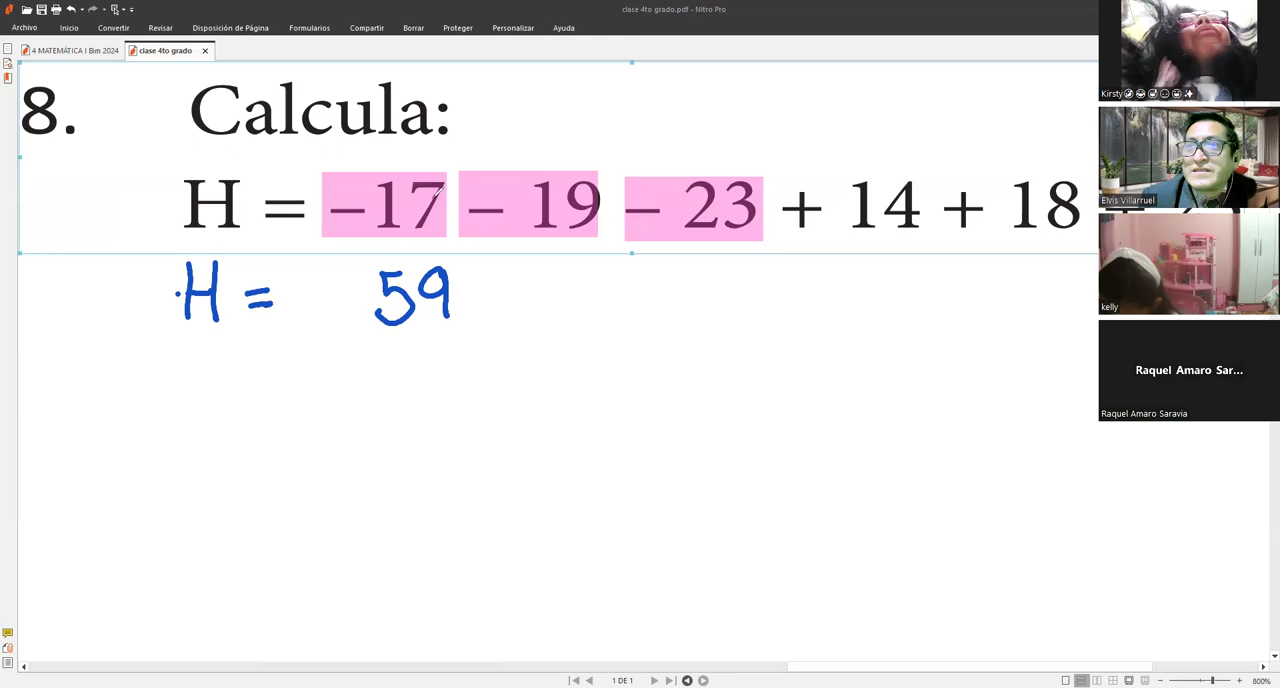 clase 4to grado.pdf - Nitro Pro
Archivo Inicio Convertir Revisar Disposición de Página Formularios Compartir Borrar Proteger Personalizar Ayuda
4 MATEMÁTICA I Bim 2024 clase 4to grado
8. Calcula:
H = –17 – 19 – 23 + 14 + 18
H = 59
Kirsty
Elvis Villarruel
kelly
Raquel Amaro Sar...
Raquel Amaro Saravia
1 DE 1
800%